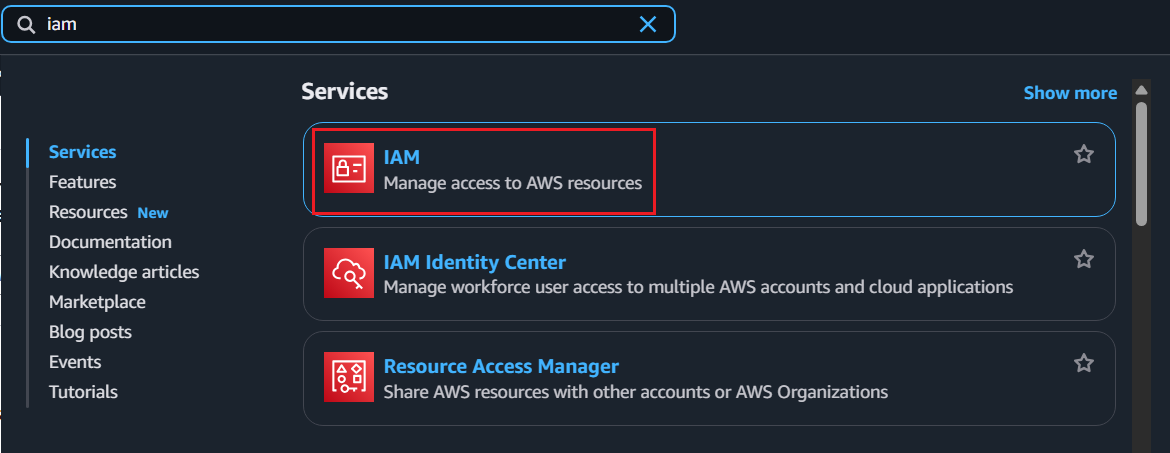 iam
Services
Show more
Services
Features
Resources New
Documentation
Knowledge articles
Marketplace
Blog posts
Events
Tutorials
IAM
Manage access to AWS resources
IAM Identity Center
Manage workforce user access to multiple AWS accounts and cloud applications
Resource Access Manager
Share AWS resources with other accounts or AWS Organizations